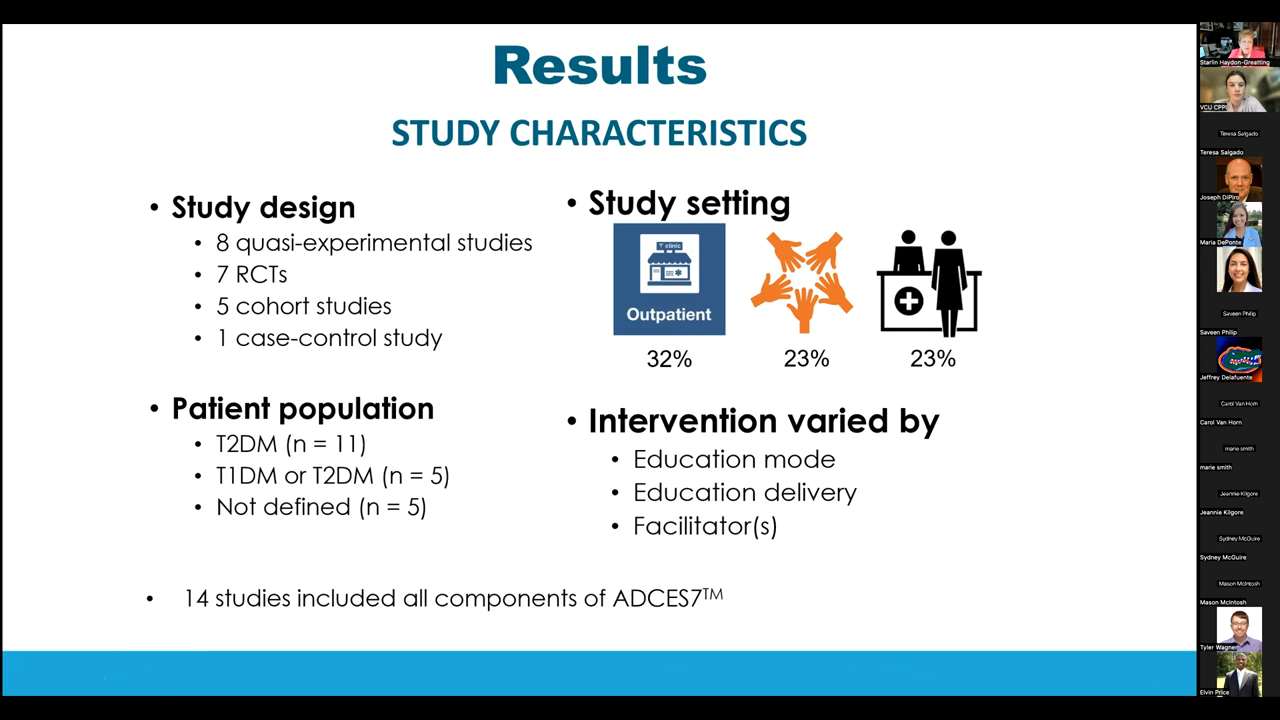 Results
STUDY CHARACTERISTICS
• Study design
• 8 quasi-experimental studies
• 7 RCTs
• 5 cohort studies
• 1 case-control study
• Patient population
• T2DM (n = 11)
• T1DM or T2DM (n = 5)
• Not defined (n = 5)
• Study setting
clinic
Outpatient
32% 23% 23%
• Intervention varied by
• Education mode
• Education delivery
• Facilitator(s)
• 14 studies included all components of ADCES7™
Starlin Haydon-Greatting
VCU CPPI
Teresa Salgado
Teresa Salgado
Joseph DiPiro
Maria DePonte
Saveen Philip
Saveen Philip
Jeffrey Delafuente
Carol Van Horn
Carol Van Horn
marie smith
marie smith
Jeannie Kilgore
Jeannie Kilgore
Sydney McGuire
Sydney McGuire
Mason McIntosh
Mason McIntosh
Tyler Wagner
Elvin Price